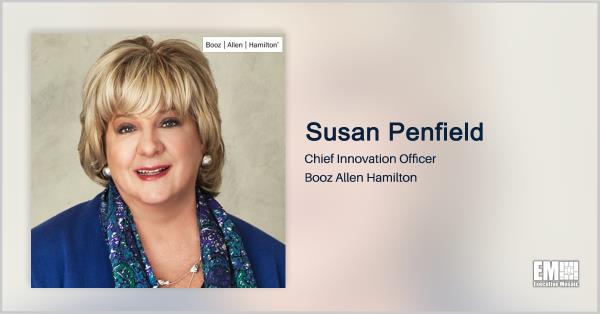 Booz | Allen | Hamilton®
Susan Penfield
Chief Innovation Officer
Booz Allen Hamilton
EM
Executive Mosaic